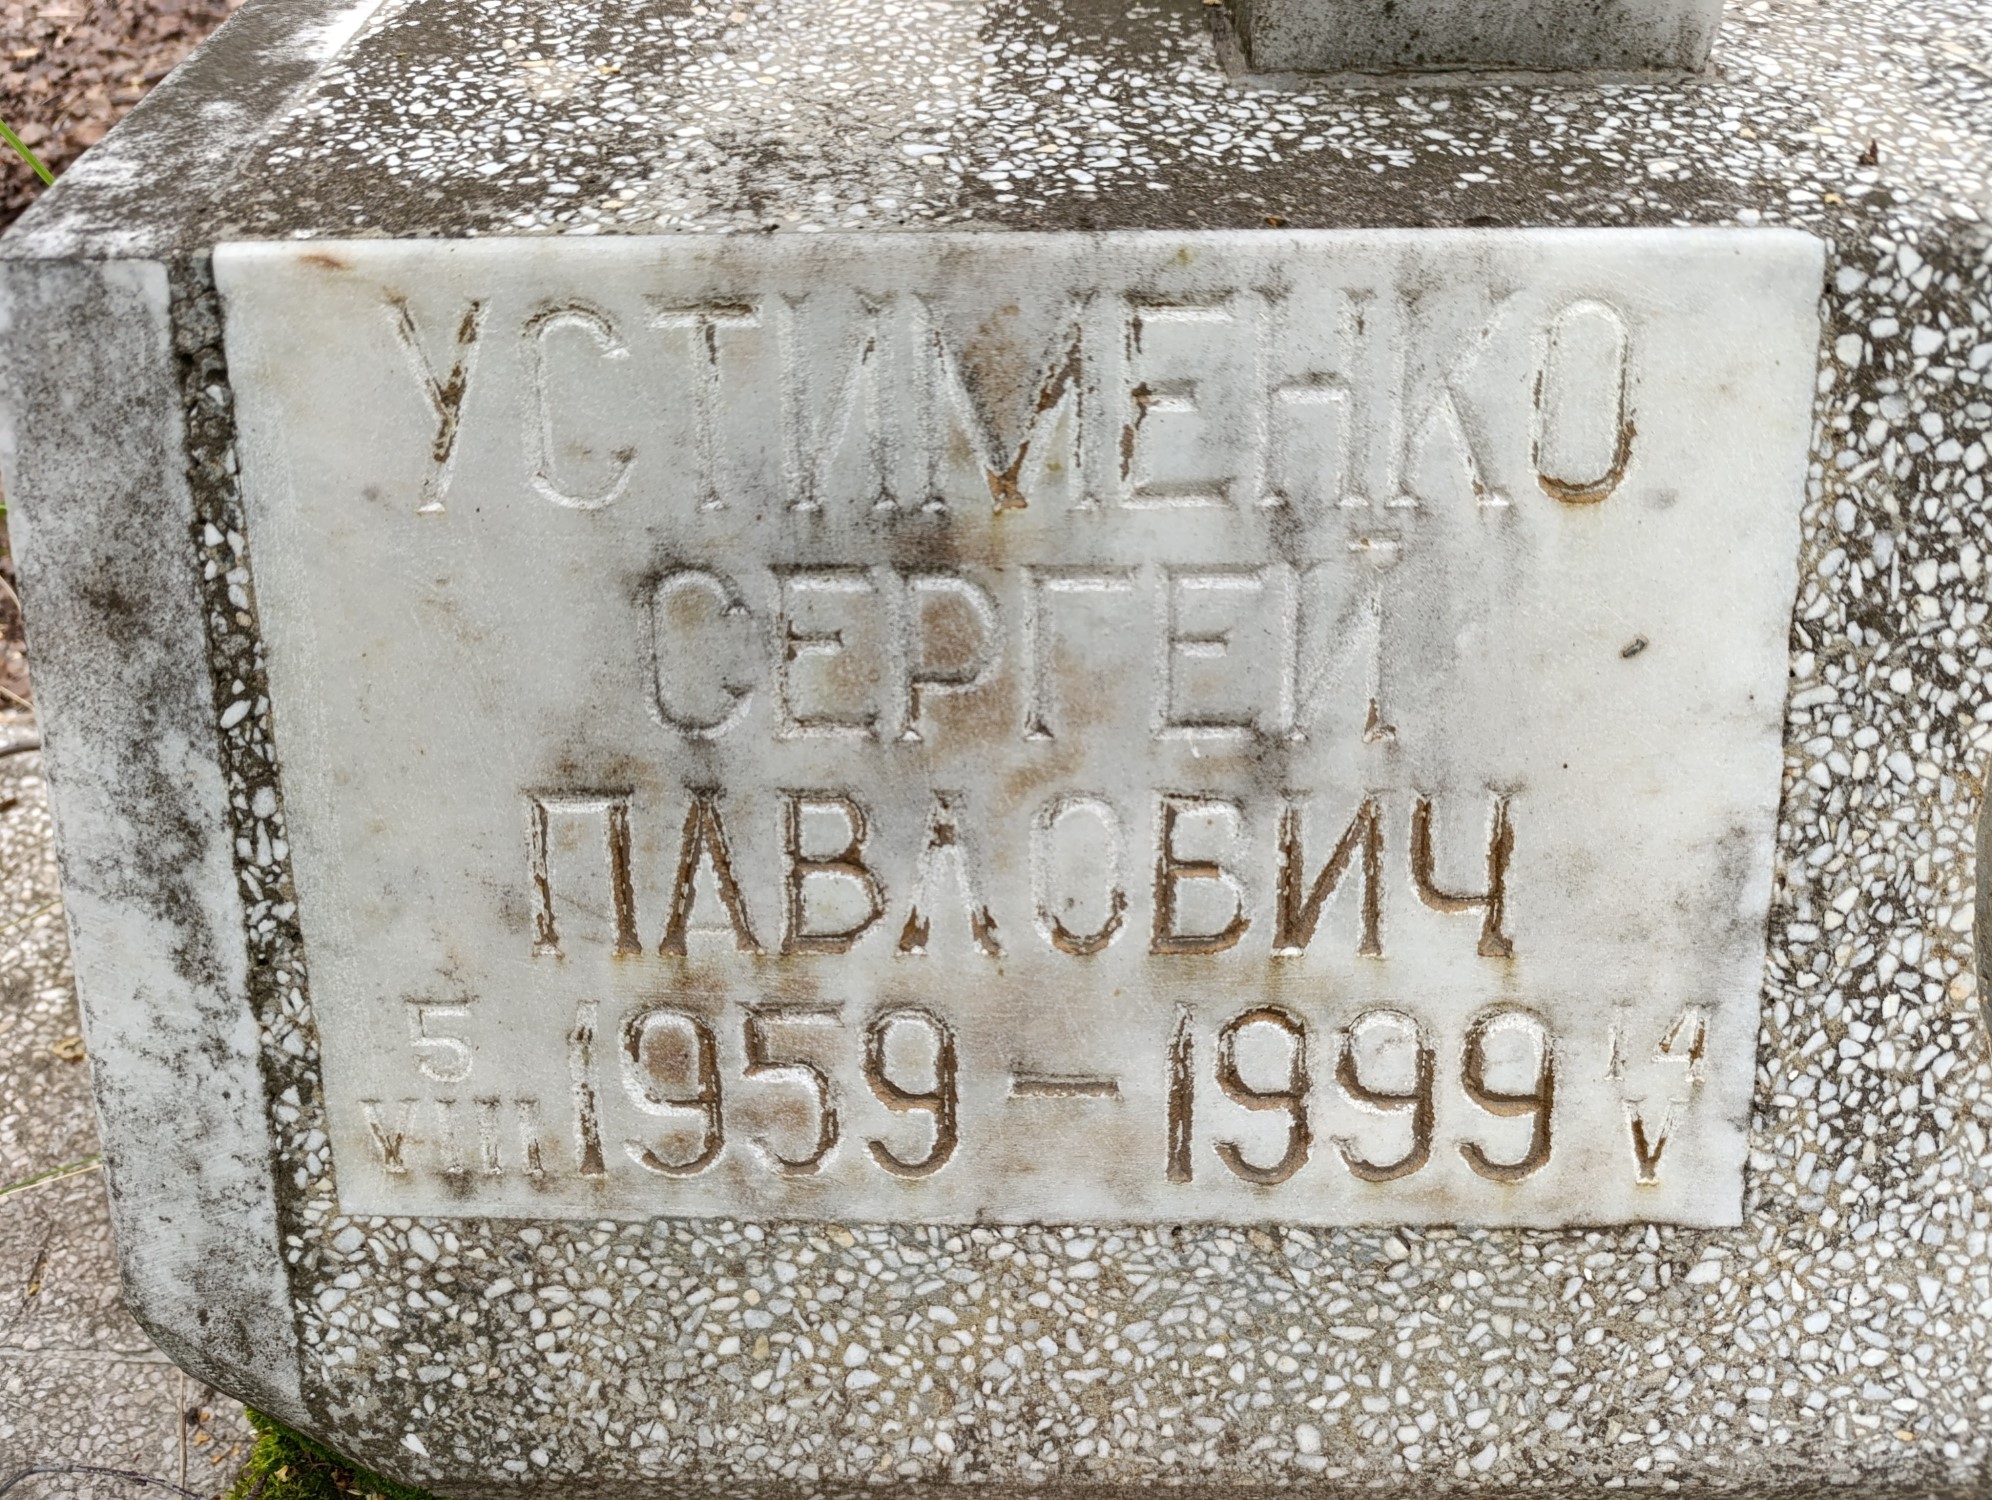 УСТИМЕНКО
СЕРГЕЙ
ПАВЛОВИЧ
5 VIII 1959 – 1999 14 V